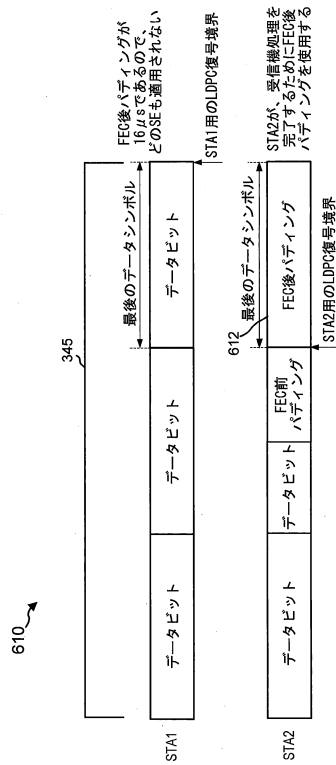 610
345
FEC後パディングが
16μsであるので、
どのSEも適用されない
最後のデータシンボル
STA1
データビット
データビット
データビット
STA1用のLDPC復号境界
612
最後のデータシンボル
STA2
データビット
データビット
FEC前
パディング
FEC後パディング
STA2が、受信機処理を
完了するためにFEC後
パディングを使用する
STA2用のLDPC復号境界